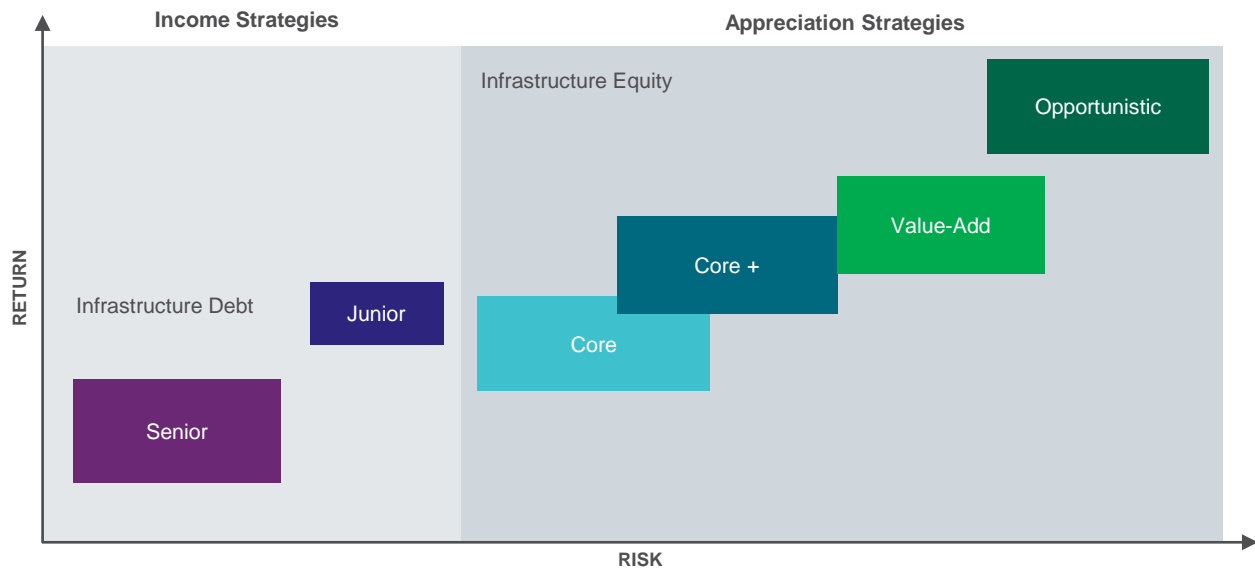 Income Strategies
Appreciation Strategies
Infrastructure Equity
Opportunistic
Value-Add
Core +
RETURN
Infrastructure Debt
Junior
Core
Senior
RISK